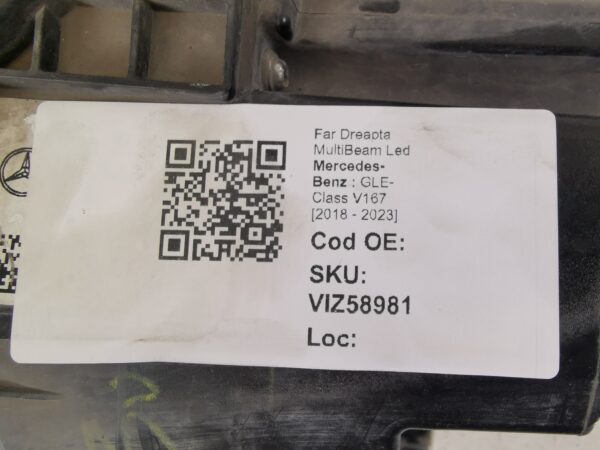 Far Dreapta
MultiBeam Led
Mercedes-
Benz : GLE-
Class V167
[2018 - 2023]
Cod OE:
SKU:
VIZ58981
Loc:
R